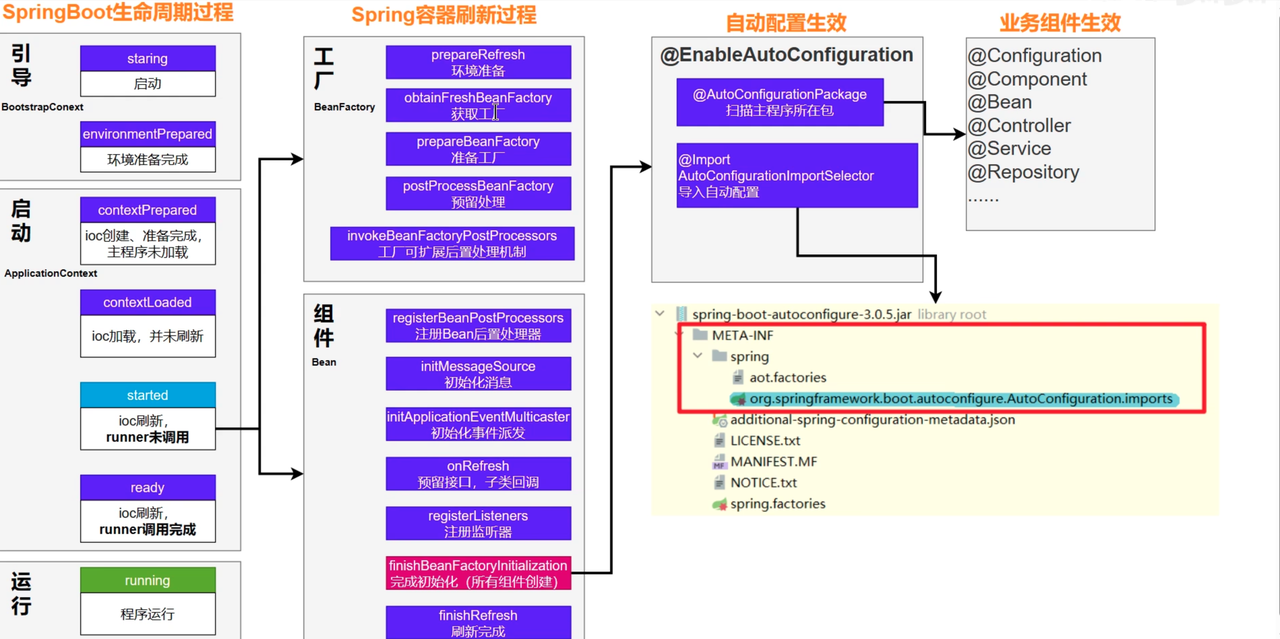 SpringBoot生命周期过程
引
导
BootstrapConext
staring
启动
environmentPrepared
环境准备完成
启
动
ApplicationContext
contextPrepared
ioc创建、准备完成，
主程序未加载
contextLoaded
ioc加载，并未刷新
started
ioc刷新，
runner未调用
ready
ioc刷新，
runner调用完成
运
行
running
程序运行
Spring容器刷新过程
工
厂
BeanFactory
prepareRefresh
环境准备
obtainFreshBeanFactory
获取工厂
prepareBeanFactory
准备工厂
postProcessBeanFactory
预留处理
invokeBeanFactoryPostProcessors
工厂可扩展后置处理机制
组
件
Bean
registerBeanPostProcessors
注册Bean后置处理器
initMessageSource
初始化消息
initApplicationEventMulticaster
初始化事件派发
onRefresh
预留接口，子类回调
registerListeners
注册监听器
finishBeanFactoryInitialization
完成初始化（所有组件创建）
finishRefresh
刷新完成
自动配置生效
@EnableAutoConfiguration
@AutoConfigurationPackage
扫描主程序所在包
@Import
AutoConfigurationImportSelector
导入自动配置
业务组件生效
@Configuration
@Component
@Bean
@Controller
@Service
@Repository
......
spring-boot-autoconfigure-3.0.5.jar library root
META-INF
spring
aot.factories
org.springframework.boot.autoconfigure.AutoConfiguration.imports
additional-spring-configuration-metadata.json
LICENSE.txt
MANIFEST.MF
NOTICE.txt
spring.factories